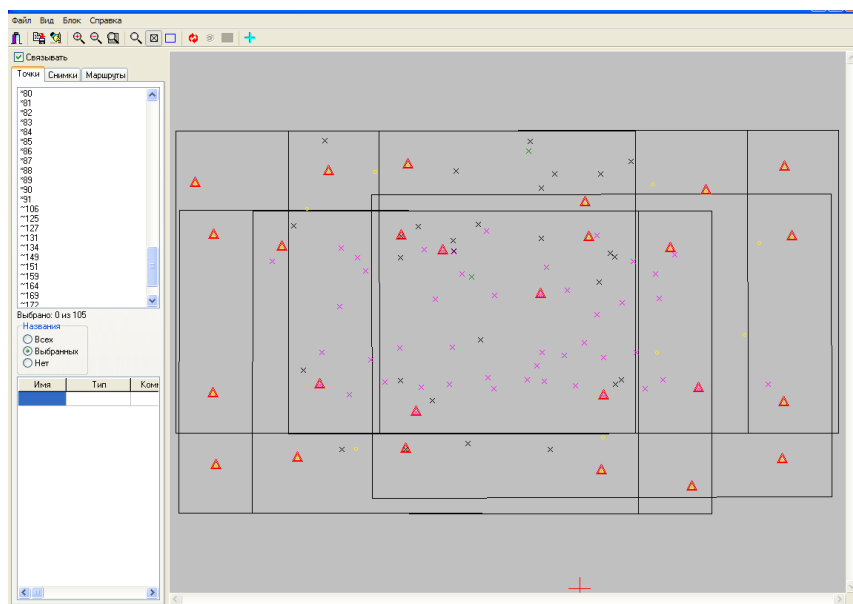 Файл Вид Блок Справка
Связывать
Точки Снимки Маршруты
*80
*81
*82
*83
*84
*85
*86
*87
*88
*89
*90
*91
~106
~125
~127
~131
~134
~149
~151
~159
~164
~169
~172
Выбрано: 0 из 105
Названия
Всех
Выбранных
Нет
Имя Тип Комм